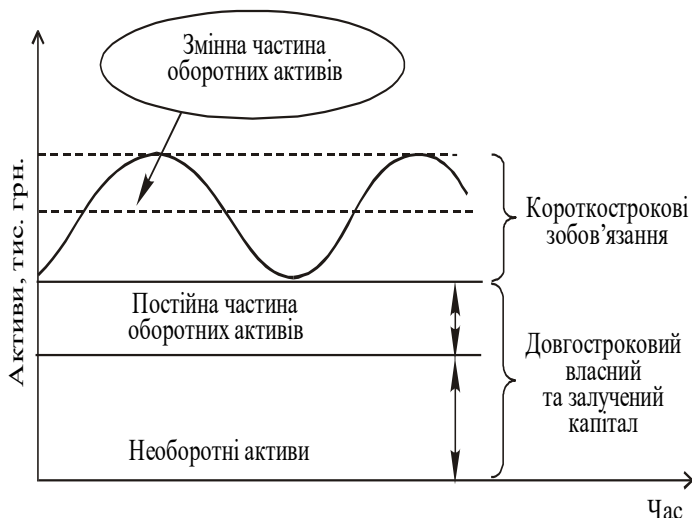 Змінна частина
оборотних активів
Активи, тис. грн.
Короткострокові
зобов’язання
Постійна частина
оборотних активів
Довгостроковий
власний
та залучений
капітал
Необоротні активи
Час